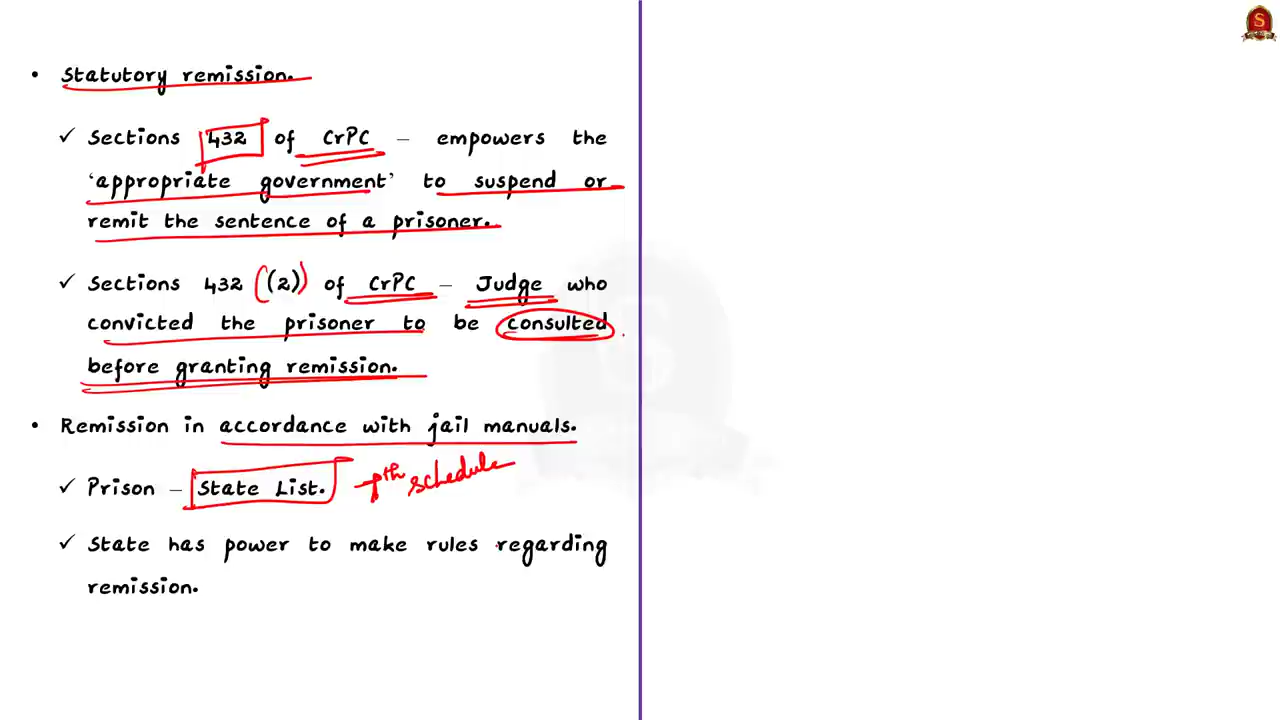 • Statutory remission.
✓ Sections 432 of CrPC – empowers the
‘appropriate government’ to suspend or
remit the sentence of a prisoner.
✓ Sections 432 (2) of CrPC – Judge who
convicted the prisoner to be consulted
before granting remission.
• Remission in accordance with jail manuals.
✓ Prison – State List. 7th schedule
✓ State has power to make rules regarding
remission.